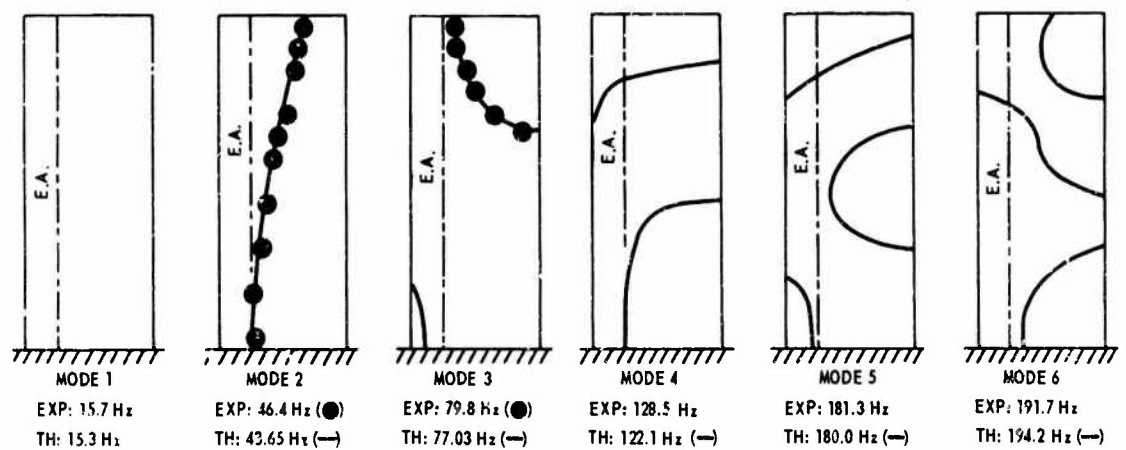 E.A.
E.A.
E.A.
E.A.
E.A.
E.A.
MODE 1
EXP: 15.7 Hz
TH: 15.3 Hz
MODE 2
EXP: 46.4 Hz (●)
TH: 43.65 Hz (—)
MODE 3
EXP: 79.8 Hz (●)
TH: 77.03 Hz (—)
MODE 4
EXP: 128.5 Hz
TH: 122.1 Hz (—)
MODE 5
EXP: 181.3 Hz
TH: 180.0 Hz (—)
MODE 6
EXP: 191.7 Hz
TH: 194.2 Hz (—)